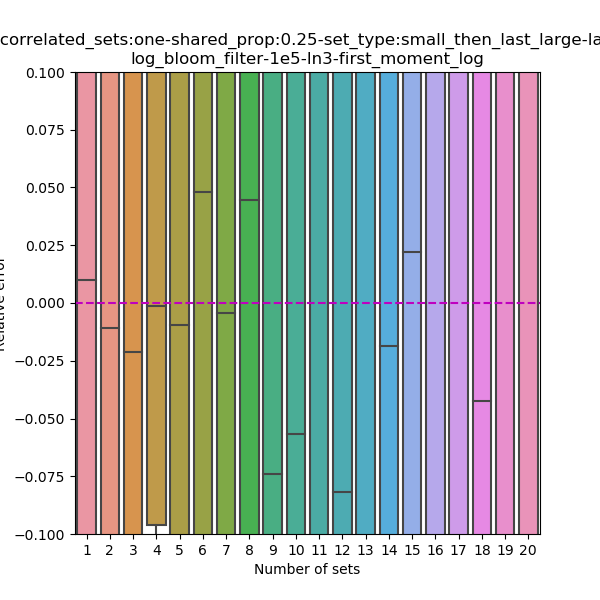 correlated_sets:one-shared_prop:0.25-set_type:small_then_last_large-la
log_bloom_filter-1e5-ln3-first_moment_log
Relative error
0.100
0.075
0.050
0.025
0.000
−0.025
−0.050
−0.075
−0.100
1 2 3 4 5 6 7 8 9 10 11 12 13 14 15 16 17 18 19 20
Number of sets